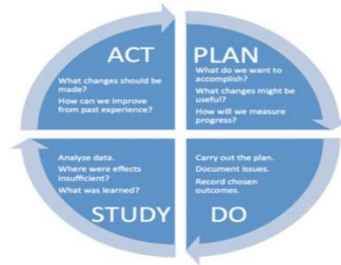 ACT
What changes should be
made?
How can we improve
from past experience?
PLAN
What do we want to
accomplish?
What changes might be
useful?
How will we measure
progress?
Analyze data.
Where were effects
insufficient?
What was learned?
STUDY
Carry out the plan.
Document issues.
Record chosen
outcomes.
DO